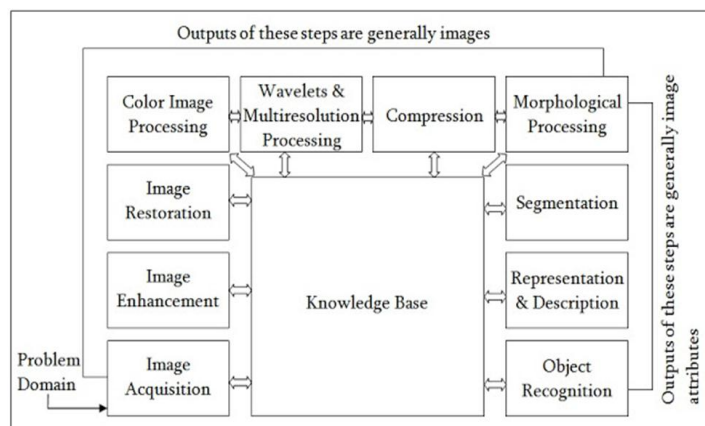 Outputs of these steps are generally images
Color Image
Processing
Wavelets &
Multiresolution
Processing
Compression
Morphological
Processing
Image
Restoration
Segmentation
Image
Enhancement
Knowledge Base
Representation
& Description
Problem
Domain
Image
Acquisition
Object
Recognition
Outputs of these steps are generally image
attributes